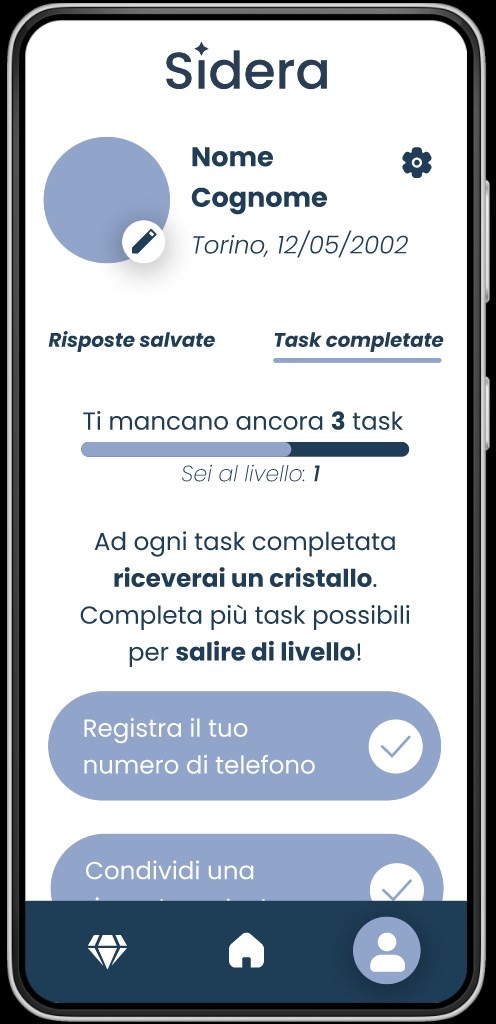 Sidera
Nome
Cognome
Torino, 12/05/2002
Risposte salvate
Task completate
Ti mancano ancora 3 task
Sei al livello: 1
Ad ogni task completata
riceverai un cristallo.
Completa più task possibili
per salire di livello!
Registra il tuo
numero di telefono
Condividi una